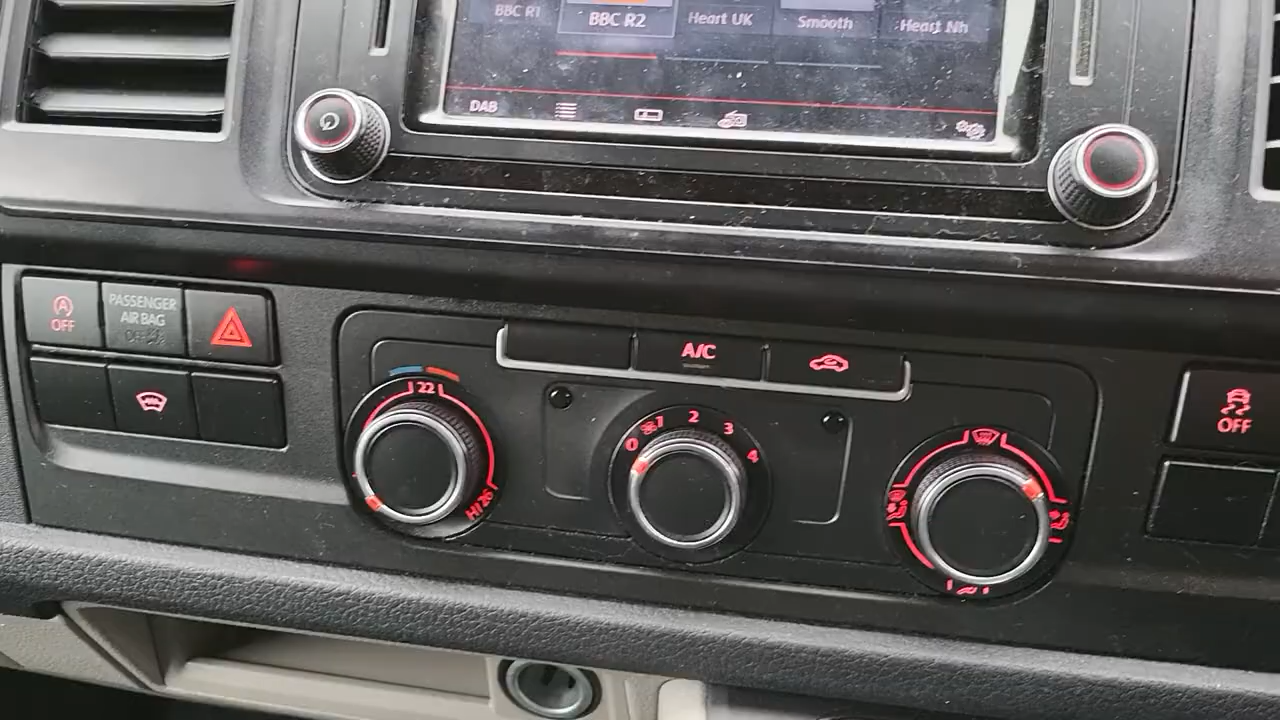 BBC R1
BBC R2
Heart UK
Smooth
Heart Nh
DAB
A
OFF
PASSENGER
AIR BAG
OFF
A/C
22
HI 26
0
1
2
3
4
OFF